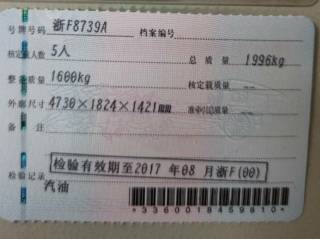 号牌号码 浙F8739A 档案编号
核定载人数 5人 总质量 1996kg
整备质量 1600kg 核定载质量 --
外廓尺寸 4730×1824×1421mm 准牵引总质量 --
备注
检验有效期至2017年08月浙F(00)
检验记录
汽油
*3360018459810*